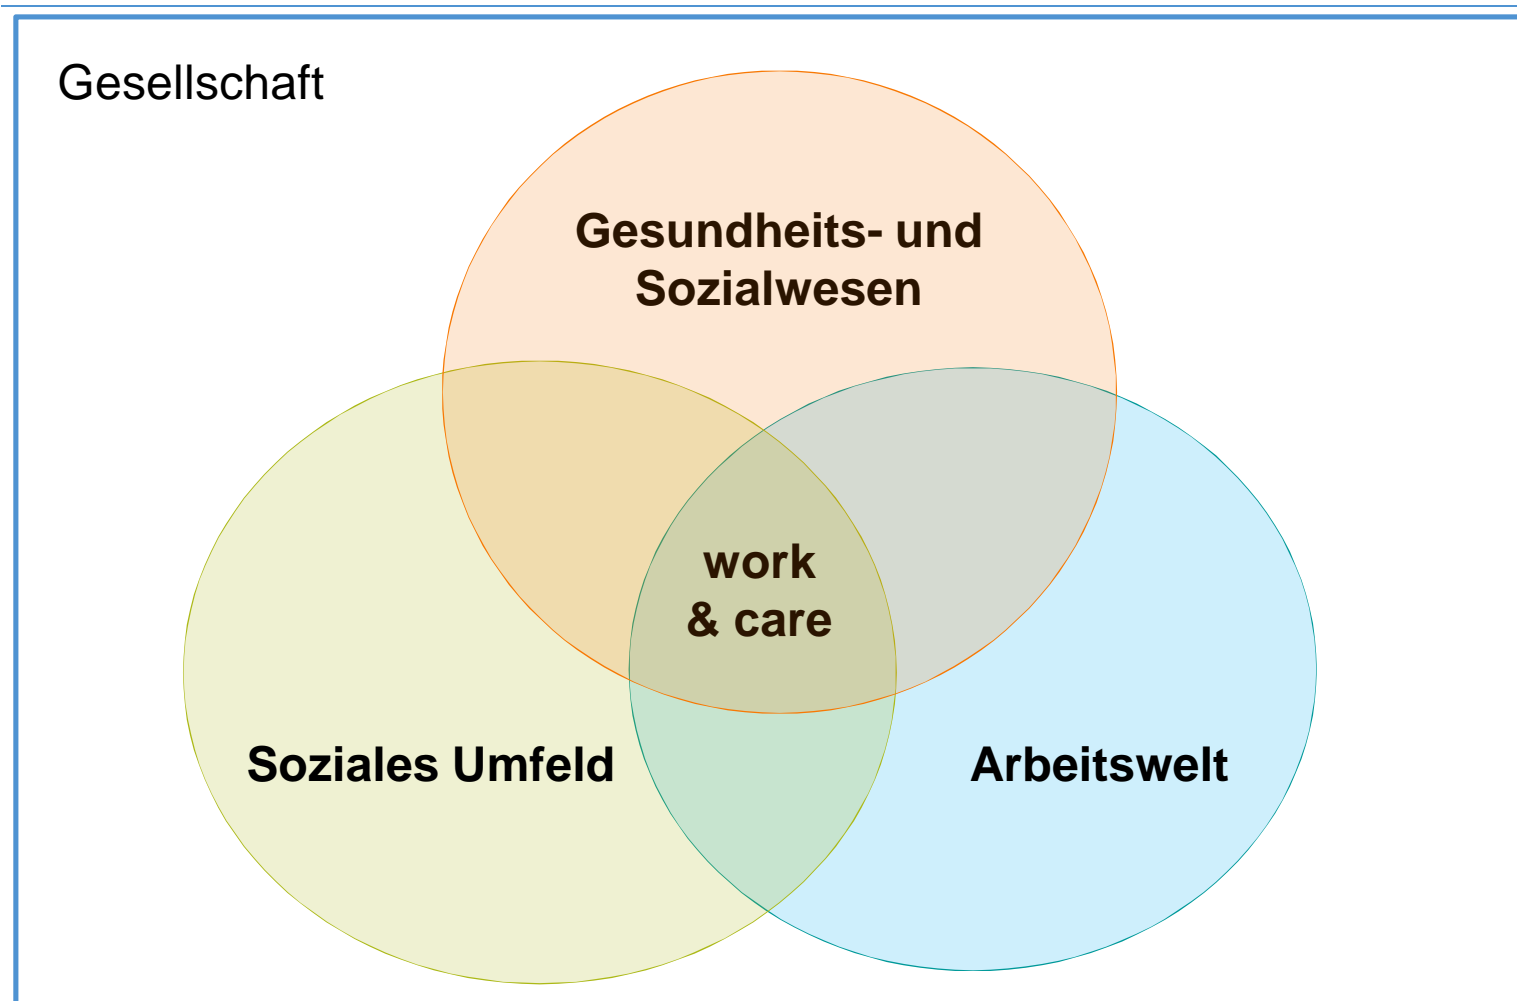 Gesellschaft
Gesundheits- und
Sozialwesen
work
& care
Soziales Umfeld
Arbeitswelt